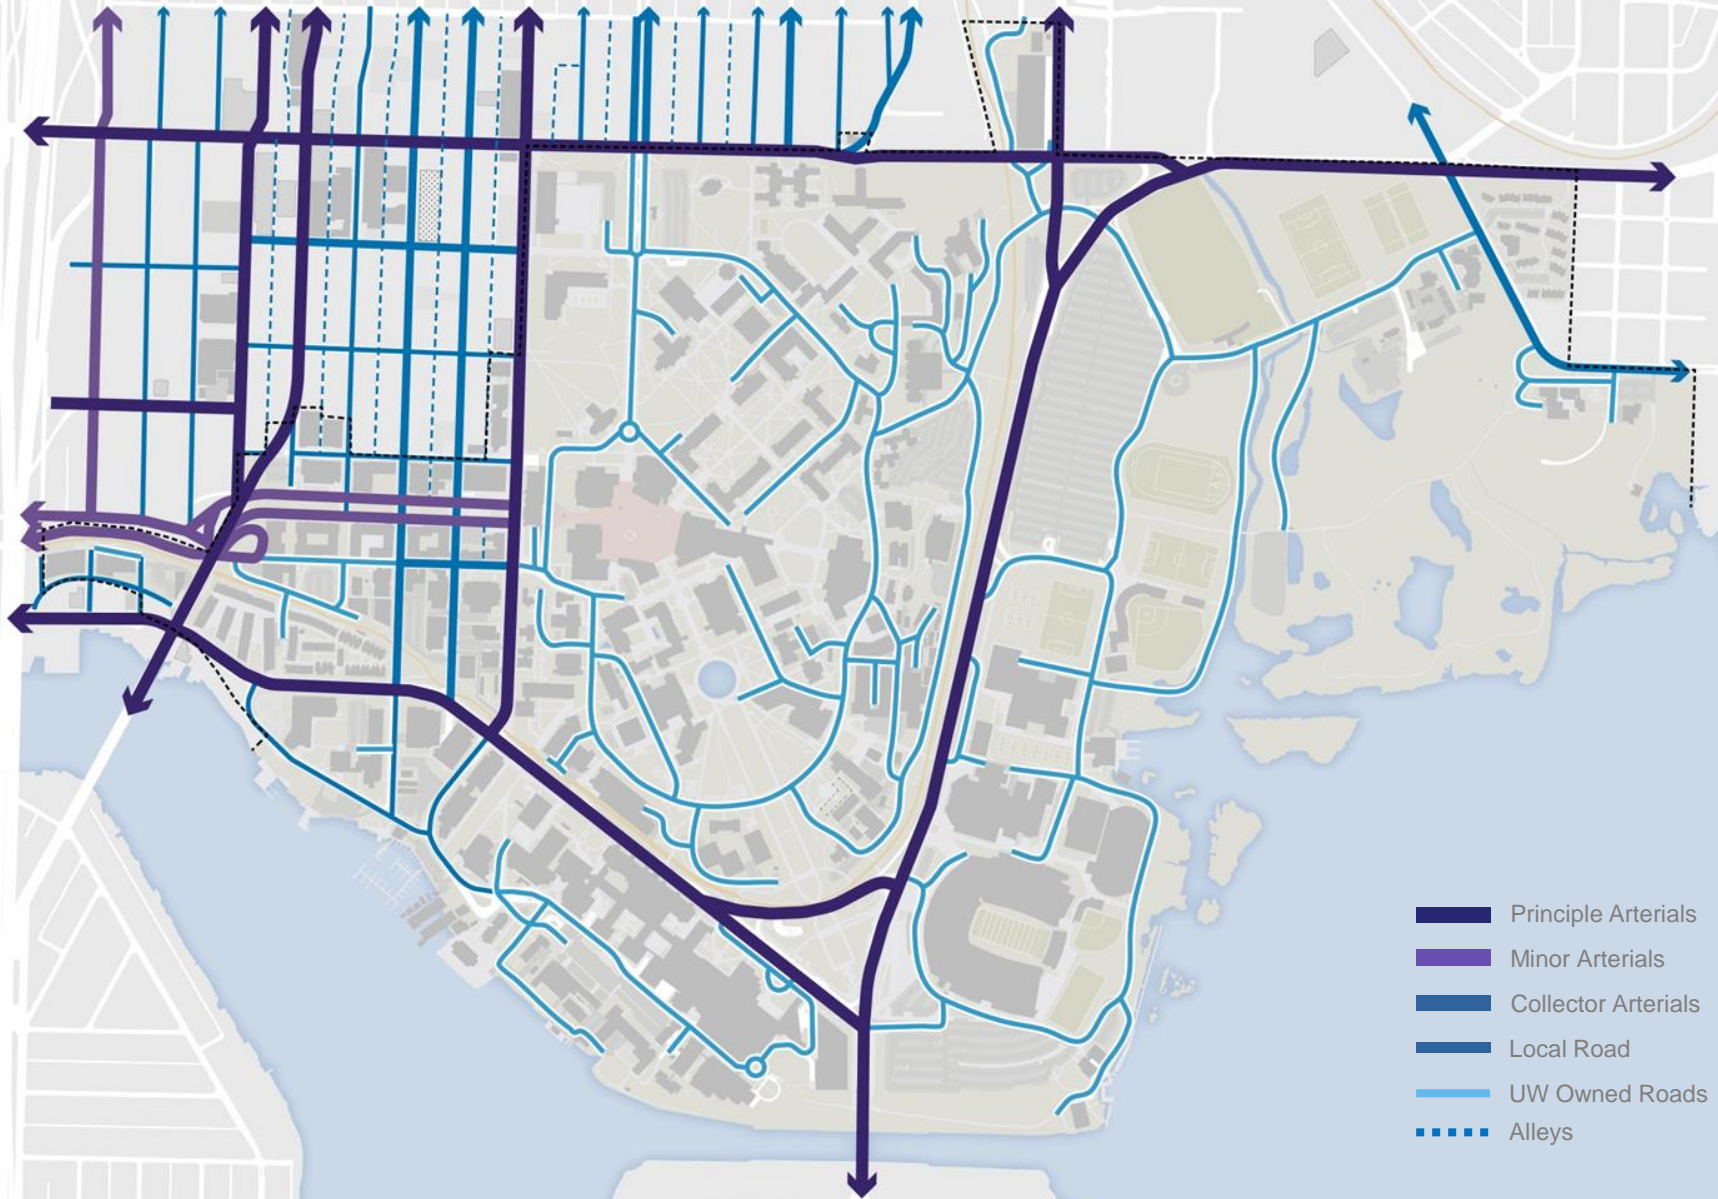 Principle Arterials
Minor Arterials
Collector Arterials
Local Road
UW Owned Roads
Alleys